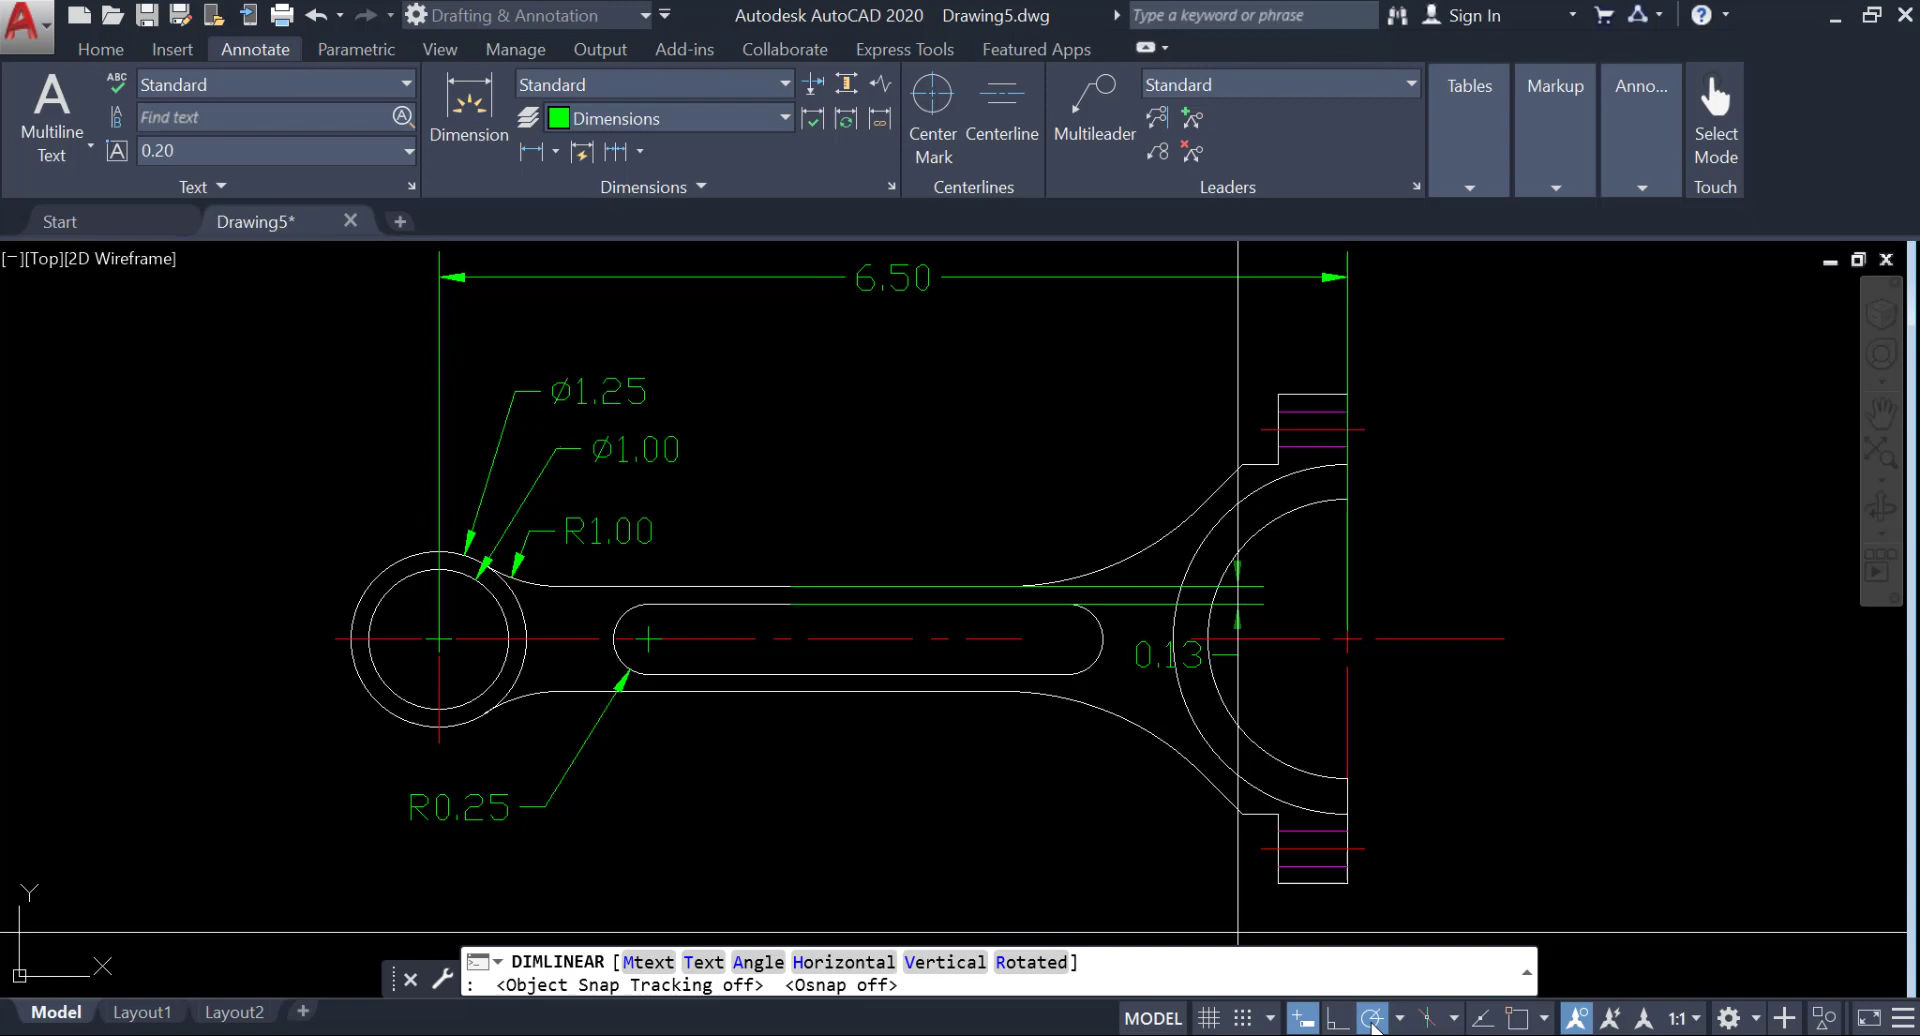 Drafting & Annotation
Autodesk AutoCAD 2020 Drawing5.dwg
Type a keyword or phrase
Sign In
Home Insert Annotate Parametric View Manage Output Add-ins Collaborate Express Tools Featured Apps
Multiline Text
ABC
Standard
Find text
0.20
Text
Dimension
Standard
Dimensions
Dimensions
Center Mark
Centerline
Centerlines
Multileader
Standard
Leaders
Tables
Markup
Anno...
Select Mode
Touch
Start
Drawing5*
[−][Top][2D Wireframe]
6.50
Ø1.25
Ø1.00
R1.00
0.13
R0.25
Y
X
DIMLINEAR [Mtext Text Angle Horizontal Vertical Rotated]
: <Object Snap Tracking off> <Osnap off>
Model Layout1 Layout2
MODEL
1:1